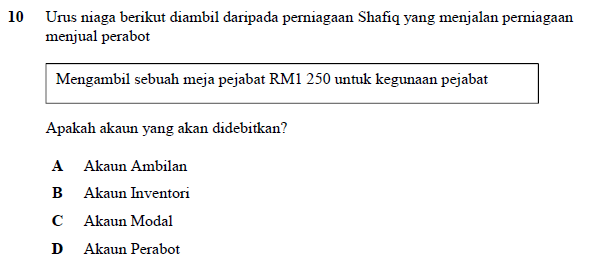 10 Urus niaga berikut diambil daripada perniagaan Shafiq yang menjalan perniagaan
menjual perabot
Mengambil sebuah meja pejabat RM1 250 untuk kegunaan pejabat
Apakah akaun yang akan didebitkan?
A Akaun Ambilan
B Akaun Inventori
C Akaun Modal
D Akaun Perabot